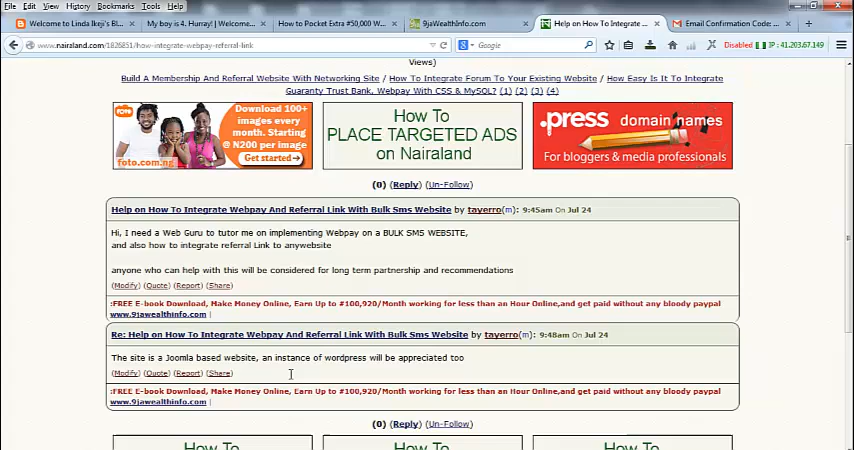 File Edit View History Bookmarks Tools Help
Welcome to Linda Ikeji's Bl...
My boy is 4. Hurray! | Welcome...
How to Pocket Extra #50,000 W...
9jaWealthInfo.com
Help on How To Integrate ...
Email Confirmation Code: ...
www.nairaland.com/1826851/how-integrate-webpay-referral-link
Google
Disabled
IP : 41.203.67.149
Views)
Build A Membership And Referral Website With Networking Site / How To Integrate Forum To Your Existing Website / How Easy Is It To Integrate
Guaranty Trust Bank, Webpay With CSS & MySQL? (1) (2) (3) (4)
FOTO
Download 100+
images every
month. Starting
@ N200 per image
Get started
foto.com.ng
How To
PLACE TARGETED ADS
on Nairaland
.press domain names
For bloggers & media professionals
(0) (Reply) (Un-Follow)
Help on How To Integrate Webpay And Referral Link With Bulk Sms Website by tayerro(m): 9:45am On Jul 24
Hi, I need a Web Guru to tutor me on implementing Webpay on a BULK SMS WEBSITE,
and also how to integrate referral Link to anywebsite
anyone who can help with this will be considered for long term partnership and recommendations
(Modify) (Quote) (Report) (Share)
:FREE E-book Download, Make Money Online, Earn Up to #100,920/Month working for less than an Hour Online,and get paid without any bloody paypal
www.9jawealthinfo.com |
Re: Help on How To Integrate Webpay And Referral Link With Bulk Sms Website by tayerro(m): 9:48am On Jul 24
The site is a Joomla based website, an instance of wordpress will be appreciated too
(Modify) (Quote) (Report) (Share)
:FREE E-book Download, Make Money Online, Earn Up to #100,920/Month working for less than an Hour Online,and get paid without any bloody paypal
www.9jawealthinfo.com |
(0) (Reply) (Un-Follow)
How To
How To
How To